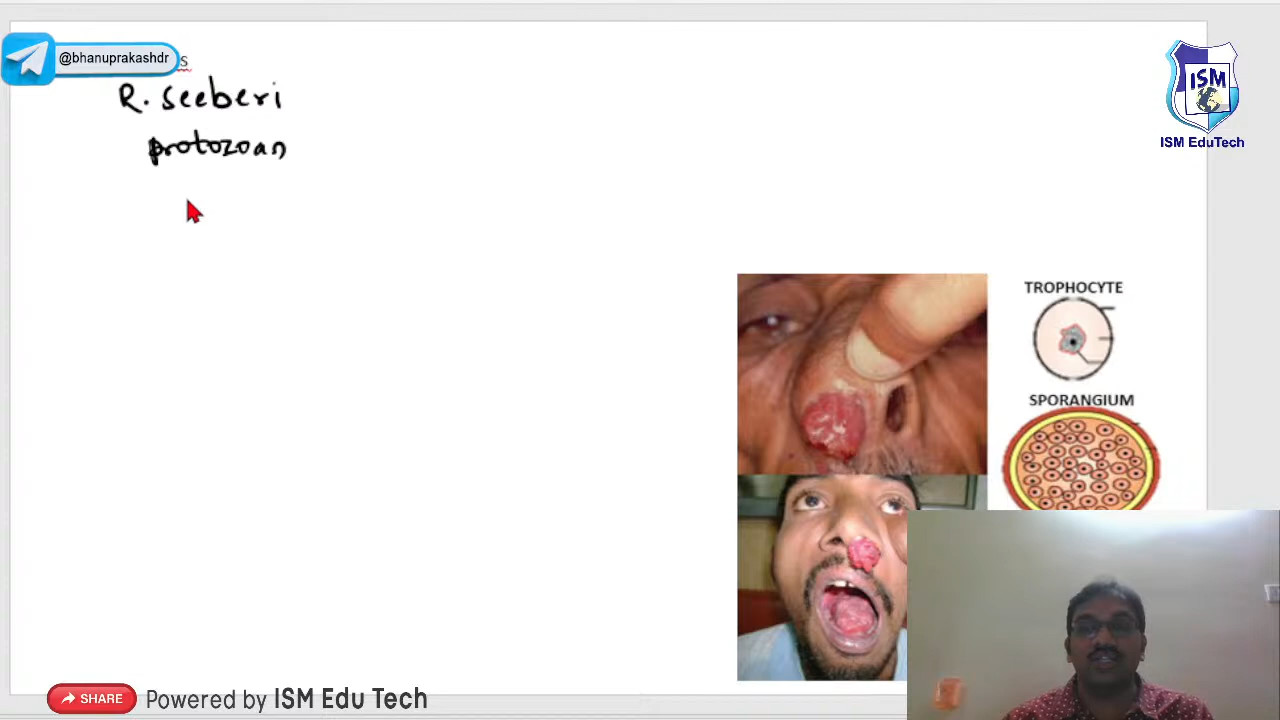 @bhanuprakashdr
s
R. seeberi
protozoan
ISM
ISM EduTech
TROPHOCYTE
SPORANGIUM
SHARE
Powered by ISM Edu Tech